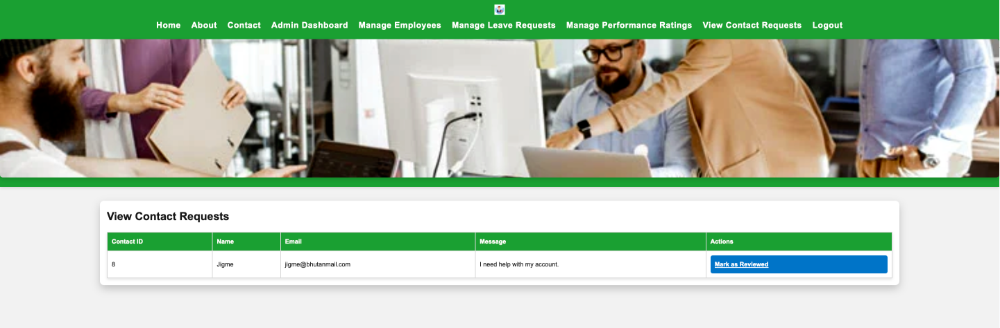 Home About Contact Admin Dashboard Manage Employees Manage Leave Requests Manage Performance Ratings View Contact Requests Logout
View Contact Requests
Contact ID Name Email Message Actions
8 Jigme jigme@bhutanmail.com I need help with my account. Mark as Reviewed